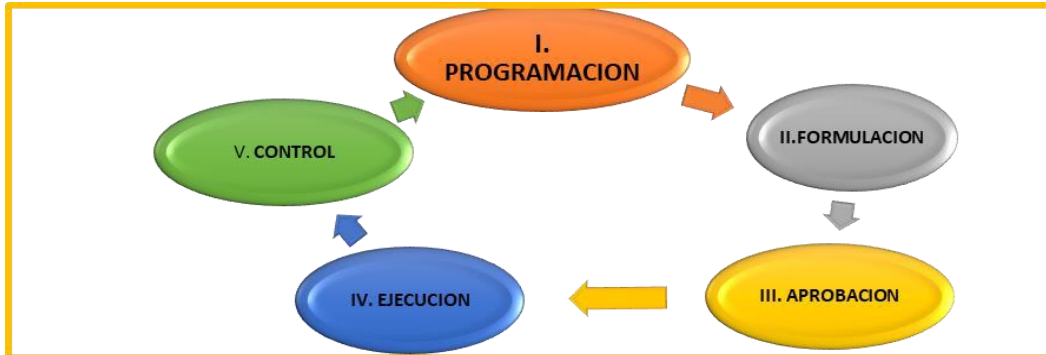 I.
PROGRAMACION
II.FORMULACION
III. APROBACION
IV. EJECUCION
V. CONTROL